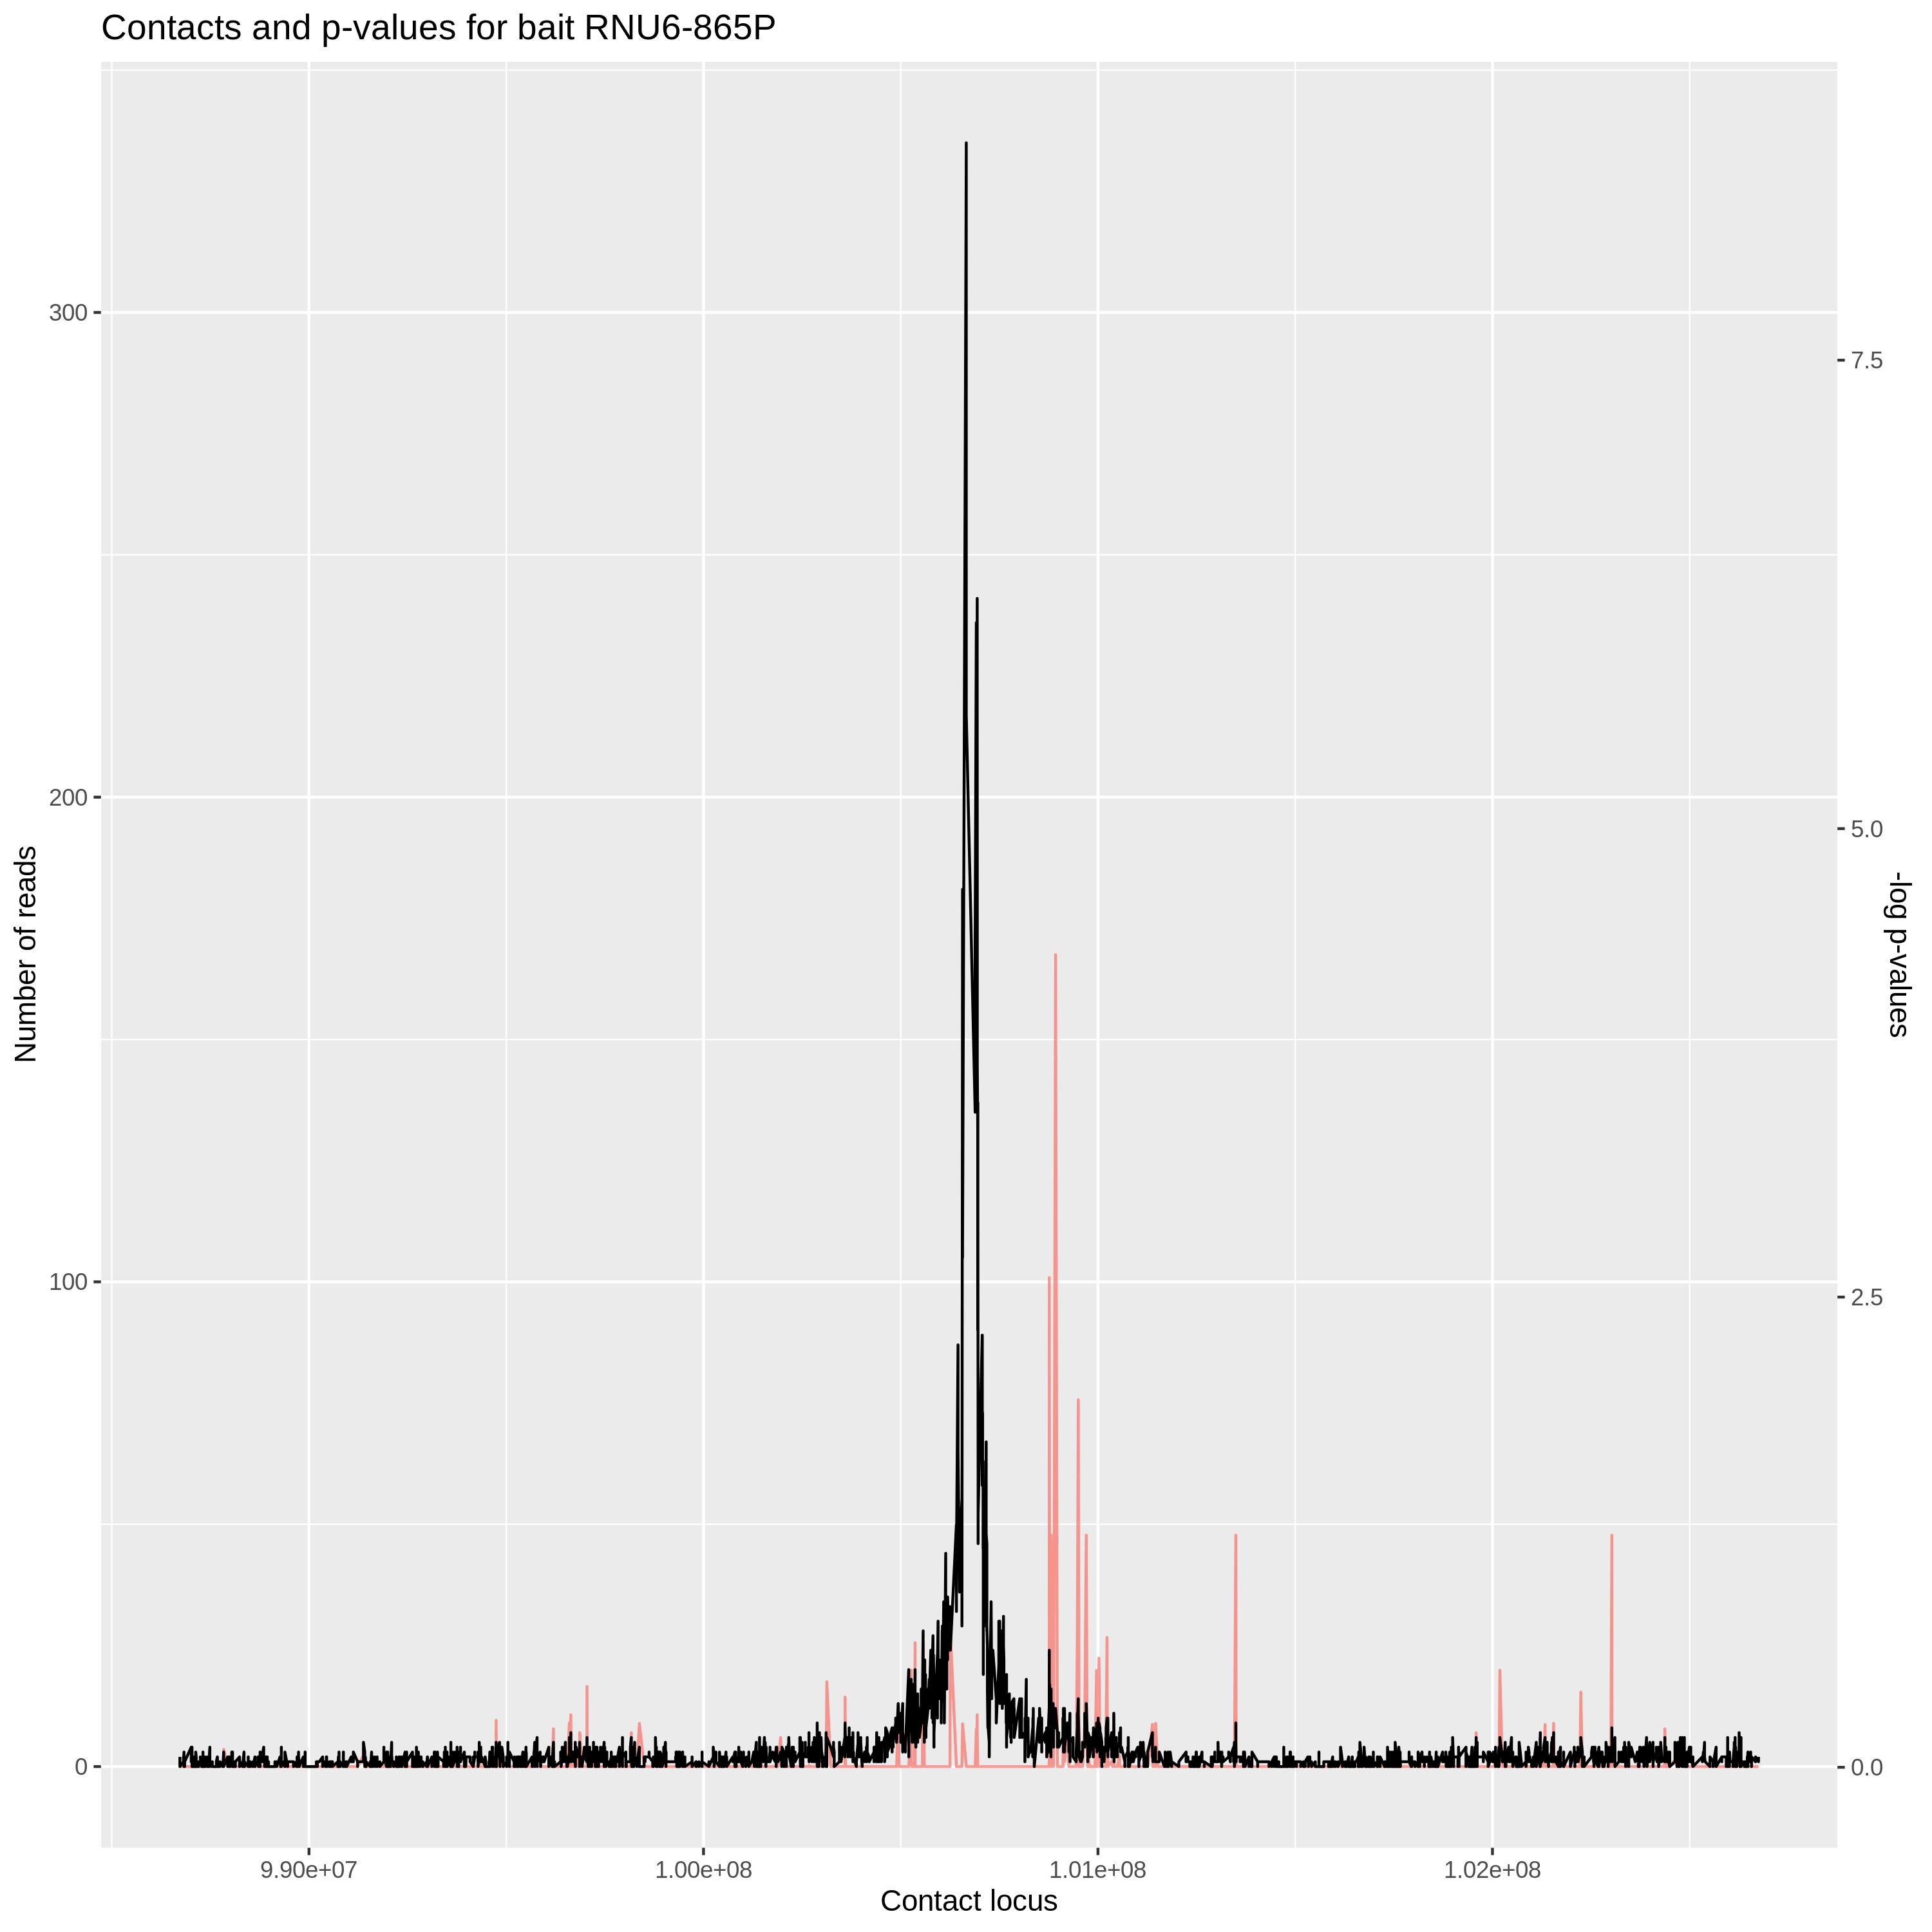 Contacts and p-values for bait RNU6-865P
300
200
100
0
Number of reads
7.5
5.0
2.5
0.0
-log p-values
9.90e+07
1.00e+08
1.01e+08
1.02e+08
Contact locus